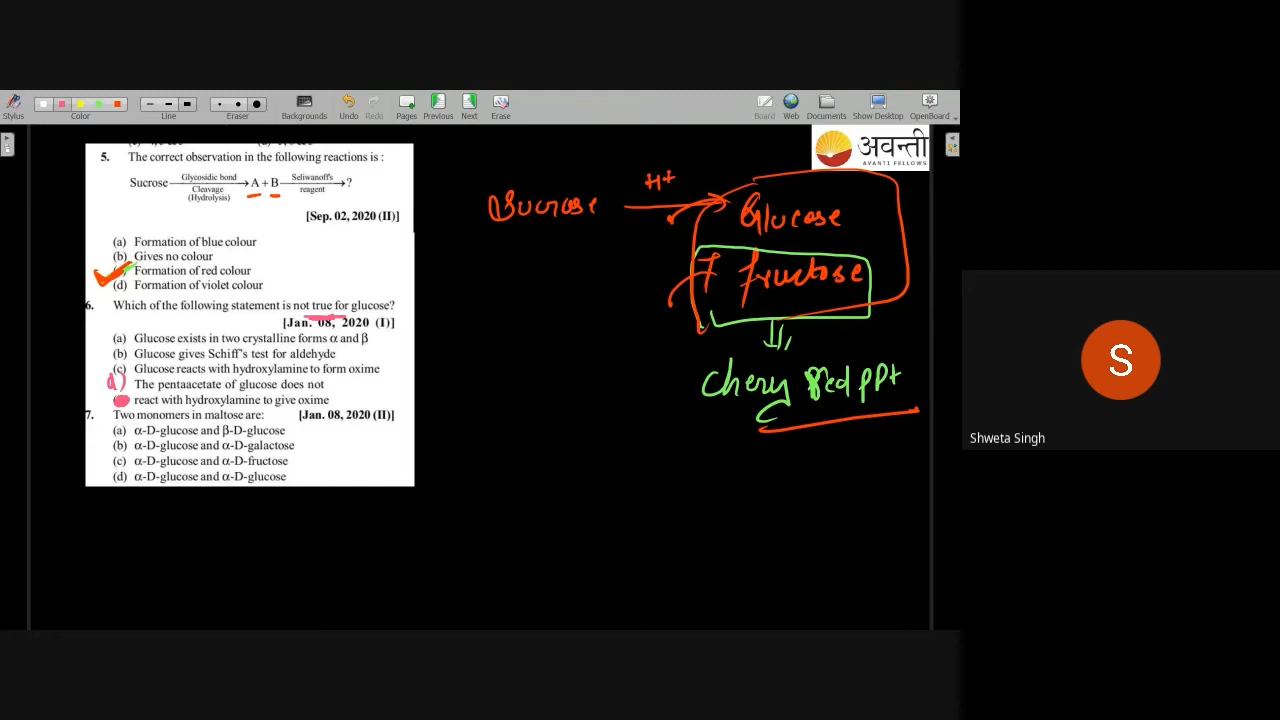 Stylus
Color
Line
Eraser
Backgrounds
Undo
Redo
Pages
Previous
Next
Erase
Board
Web
Documents
Show Desktop
OpenBoard
अवन्ती
AVANTI FELLOWS
5. The correct observation in the following reactions is :
Sucrose Glycosidic bond Cleavage (Hydrolysis) → A + B Seliwanoff's reagent → ?
[Sep. 02, 2020 (II)]
(a) Formation of blue colour
(b) Gives no colour
Formation of red colour
(d) Formation of violet colour
6. Which of the following statement is not true for glucose?
[Jan. 08, 2020 (I)]
(a) Glucose exists in two crystalline forms α and β
(b) Glucose gives Schiff's test for aldehyde
(c) Glucose reacts with hydroxylamine to form oxime
d) The pentaacetate of glucose does not
react with hydroxylamine to give oxime
7. Two monomers in maltose are: [Jan. 08, 2020 (II)]
(a) α-D-glucose and β-D-glucose
(b) α-D-glucose and α-D-galactose
(c) α-D-glucose and α-D-fructose
(d) α-D-glucose and α-D-glucose
Sucrose H+ Glucose
+ fructose
Chery Red ppt
S
Shweta Singh